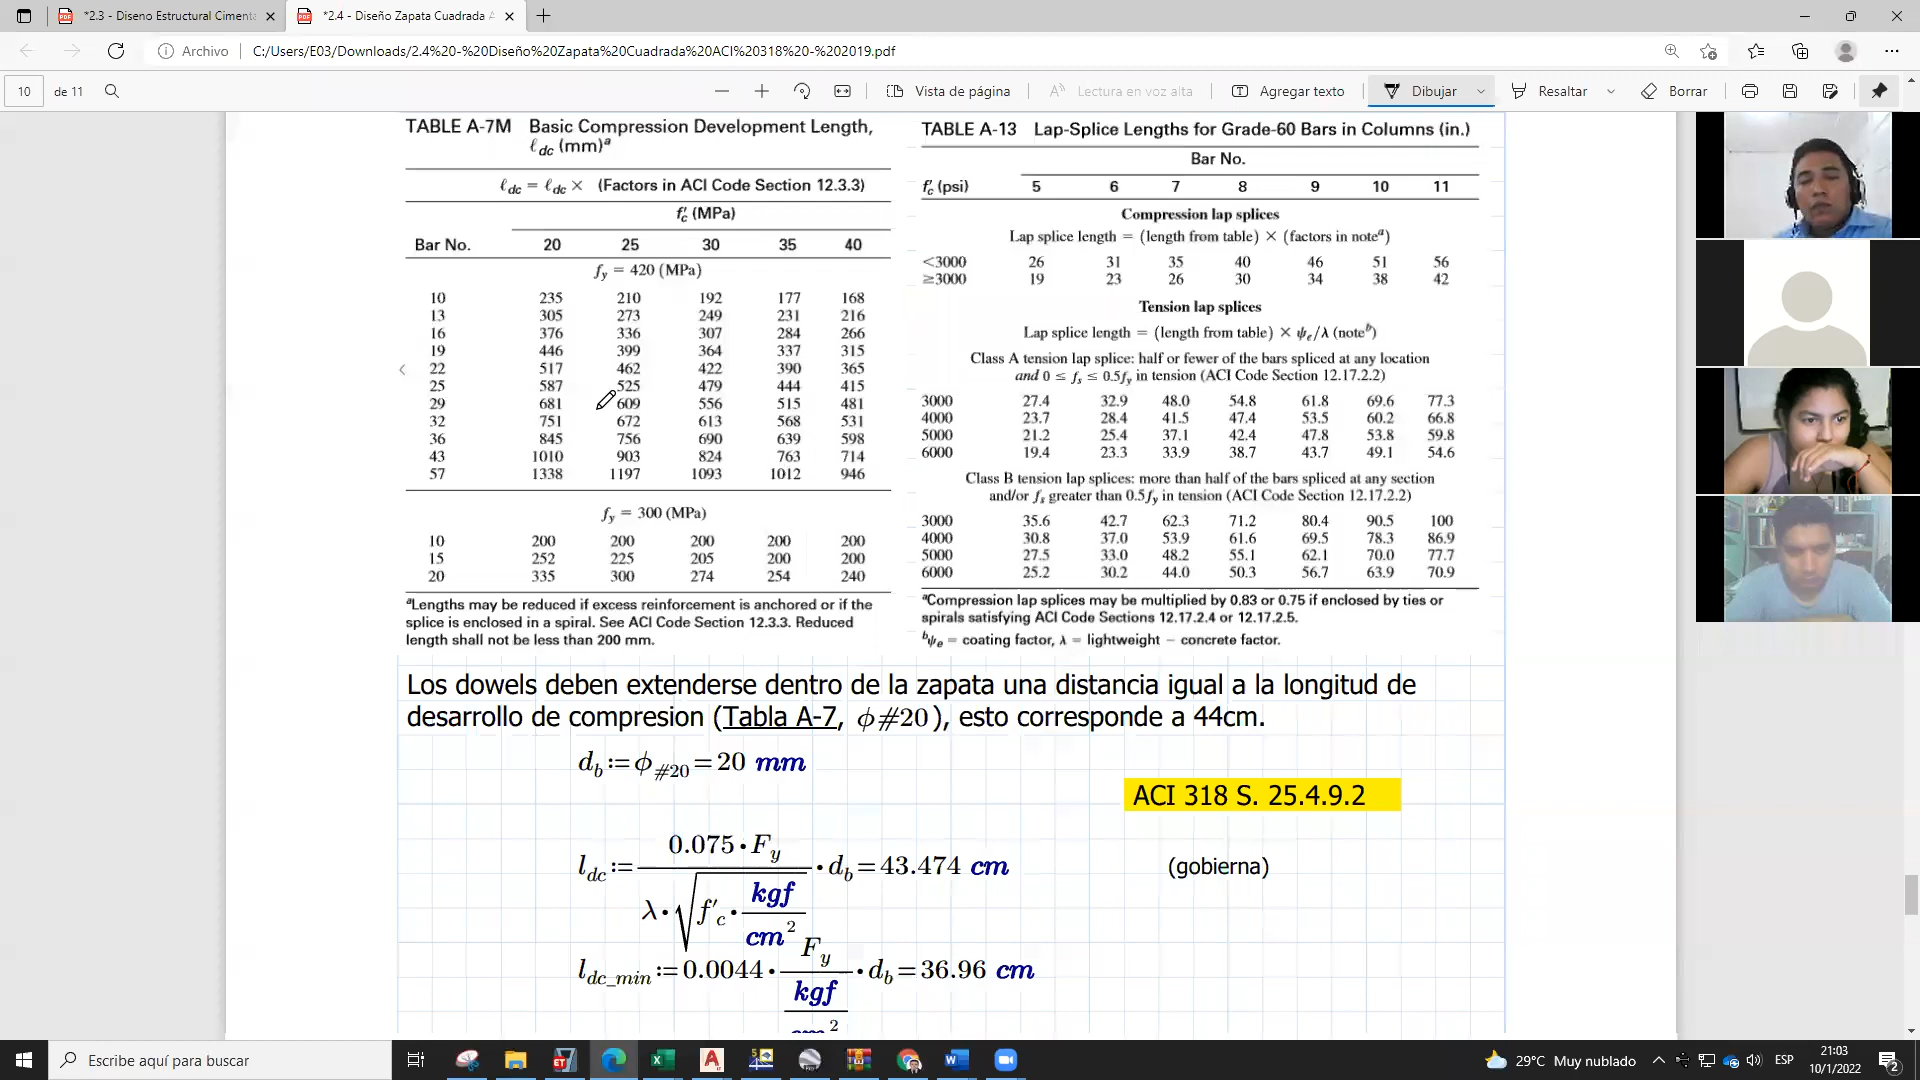 *2.3 - Diseno Estructural Cimenta
*2.4 - Diseño Zapata Cuadrada A
Archivo
C:/Users/E03/Downloads/2.4%20-%20Diseño%20Zapata%20Cuadrada%20ACI%20318%20-%202019.pdf
10
de 11
Vista de página
Lectura en voz alta
Agregar texto
Dibujar
Resaltar
Borrar
TABLE A-7M Basic Compression Development Length,
ℓdc (mm)ª
ℓdc = ℓdc × (Factors in ACI Code Section 12.3.3)
f′c (MPa)
Bar No. 20 25 30 35 40
fy = 420 (MPa)
10 235 210 192 177 168
13 305 273 249 231 216
16 376 336 307 284 266
19 446 399 364 337 315
22 517 462 422 390 365
25 587 525 479 444 415
29 681 609 556 515 481
32 751 672 613 568 531
36 845 756 690 639 598
43 1010 903 824 763 714
57 1338 1197 1093 1012 946
fy = 300 (MPa)
10 200 200 200 200 200
15 252 225 205 200 200
20 335 300 274 254 240
ªLengths may be reduced if excess reinforcement is anchored or if the
splice is enclosed in a spiral. See ACI Code Section 12.3.3. Reduced
length shall not be less than 200 mm.
TABLE A-13 Lap-Splice Lengths for Grade-60 Bars in Columns (in.)
Bar No.
f′c (psi) 5 6 7 8 9 10 11
Compression lap splices
Lap splice length = (length from table) × (factors in noteª)
<3000 26 31 35 40 46 51 56
≥3000 19 23 26 30 34 38 42
Tension lap splices
Lap splice length = (length from table) × ψe/λ (noteᵇ)
Class A tension lap splice: half or fewer of the bars spliced at any location
and 0 ≤ fs ≤ 0.5fy in tension (ACI Code Section 12.17.2.2)
3000 27.4 32.9 48.0 54.8 61.8 69.6 77.3
4000 23.7 28.4 41.5 47.4 53.5 60.2 66.8
5000 21.2 25.4 37.1 42.4 47.8 53.8 59.8
6000 19.4 23.3 33.9 38.7 43.7 49.1 54.6
Class B tension lap splices: more than half of the bars spliced at any section
and/or fs greater than 0.5fy in tension (ACI Code Section 12.17.2.2)
3000 35.6 42.7 62.3 71.2 80.4 90.5 100
4000 30.8 37.0 53.9 61.6 69.5 78.3 86.9
5000 27.5 33.0 48.2 55.1 62.1 70.0 77.7
6000 25.2 30.2 44.0 50.3 56.7 63.9 70.9
ªCompression lap splices may be multiplied by 0.83 or 0.75 if enclosed by ties or
spirals satisfying ACI Code Sections 12.17.2.4 or 12.17.2.5.
ᵇψe = coating factor, λ = lightweight − concrete factor.
Los dowels deben extenderse dentro de la zapata una distancia igual a la longitud de
desarrollo de compresion (Tabla A-7, ϕ#20), esto corresponde a 44cm.
db := ϕ#20 = 20 mm
ACI 318 S. 25.4.9.2
ldc := 0.075 • Fy / (λ • √(f′c • kgf/cm²)) • db = 43.474 cm
(gobierna)
ldc_min := 0.0044 • Fy / (kgf/cm²) • db = 36.96 cm
Escribe aquí para buscar
29°C Muy nublado
ESP
21:03
10/1/2022
2